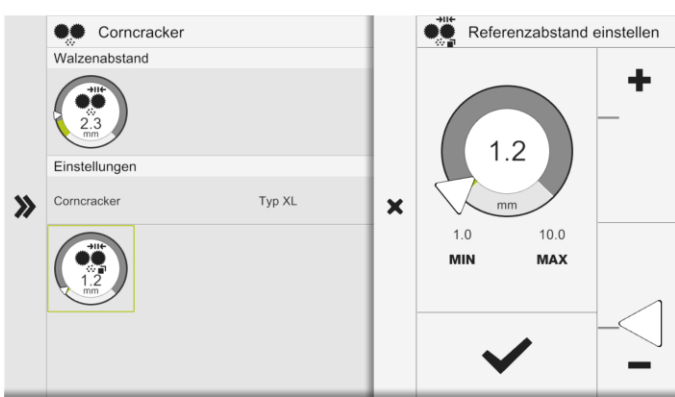 Corncracker
Walzenabstand
2.3
mm
Einstellungen
Corncracker Typ XL
1.2
mm
Referenzabstand einstellen
1.2
mm
1.0 10.0
MIN MAX